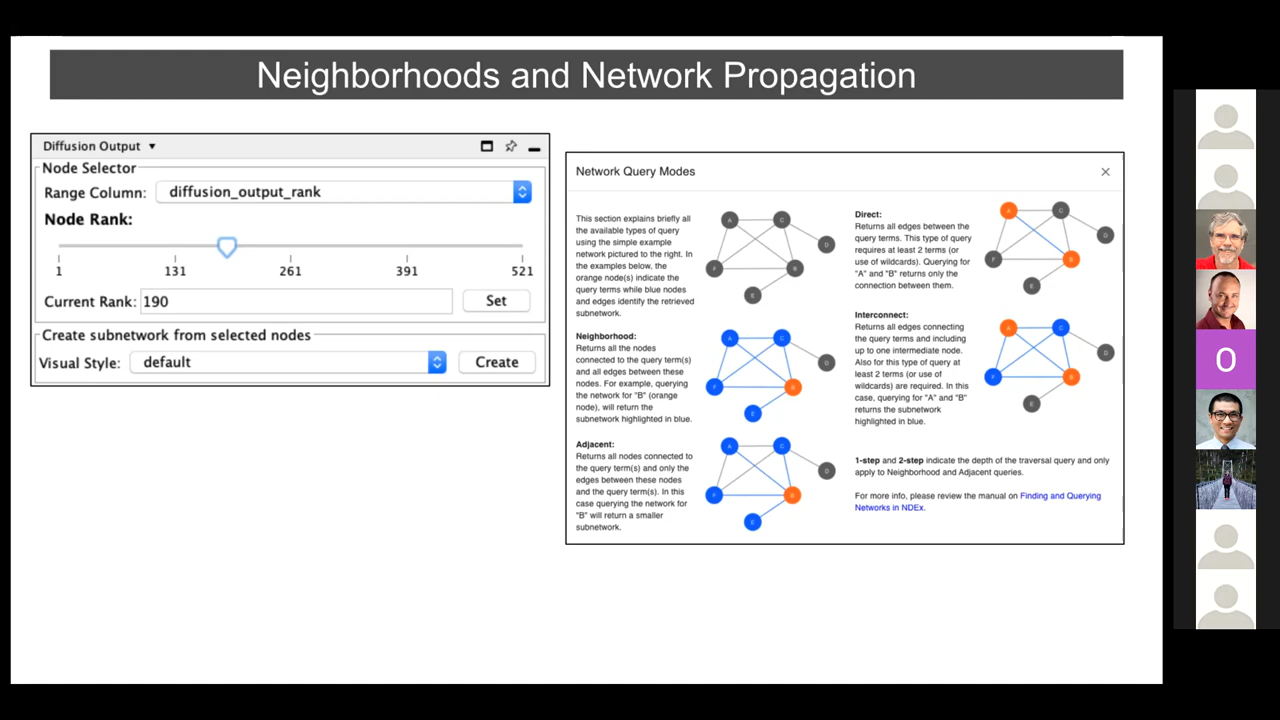 Neighborhoods and Network Propagation
Diffusion Output
Node Selector
Range Column: diffusion_output_rank
Node Rank:
1 131 261 391 521
Current Rank: 190 Set
Create subnetwork from selected nodes
Visual Style: default Create
Network Query Modes
This section explains briefly all
the available types of query
using the simple example
network pictured to the right. In
the examples below, the
orange node(s) indicate the
query terms while blue nodes
and edges identify the retrieved
subnetwork.
A C
D
F B
E
Neighborhood:
Returns all the nodes
connected to the query term(s)
and all edges between these
nodes. For example, querying
the network for "B" (orange
node), will return the
subnetwork highlighted in blue.
A C
D
F B
E
Adjacent:
Returns all nodes connected to
the query term(s) and only the
edges between these nodes
and the query term(s). In this
case querying the network for
"B" will return a smaller
subnetwork.
A C
D
F B
E
Direct:
Returns all edges between the
query terms. This type of query
requires at least 2 terms (or
use of wildcards). Querying for
"A" and "B" returns only the
connection between them.
A C
D
F B
E
Interconnect:
Returns all edges connecting
the query terms and including
up to one intermediate node.
Also for this type of query at
least 2 terms (or use of
wildcards) are required. In this
case, querying for "A" and "B"
returns the subnetwork
highlighted in blue.
A C
D
F B
E
1-step and 2-step indicate the depth of the traversal query and only
apply to Neighborhood and Adjacent queries.
For more info, please review the manual on Finding and Querying
Networks in NDEx.
O